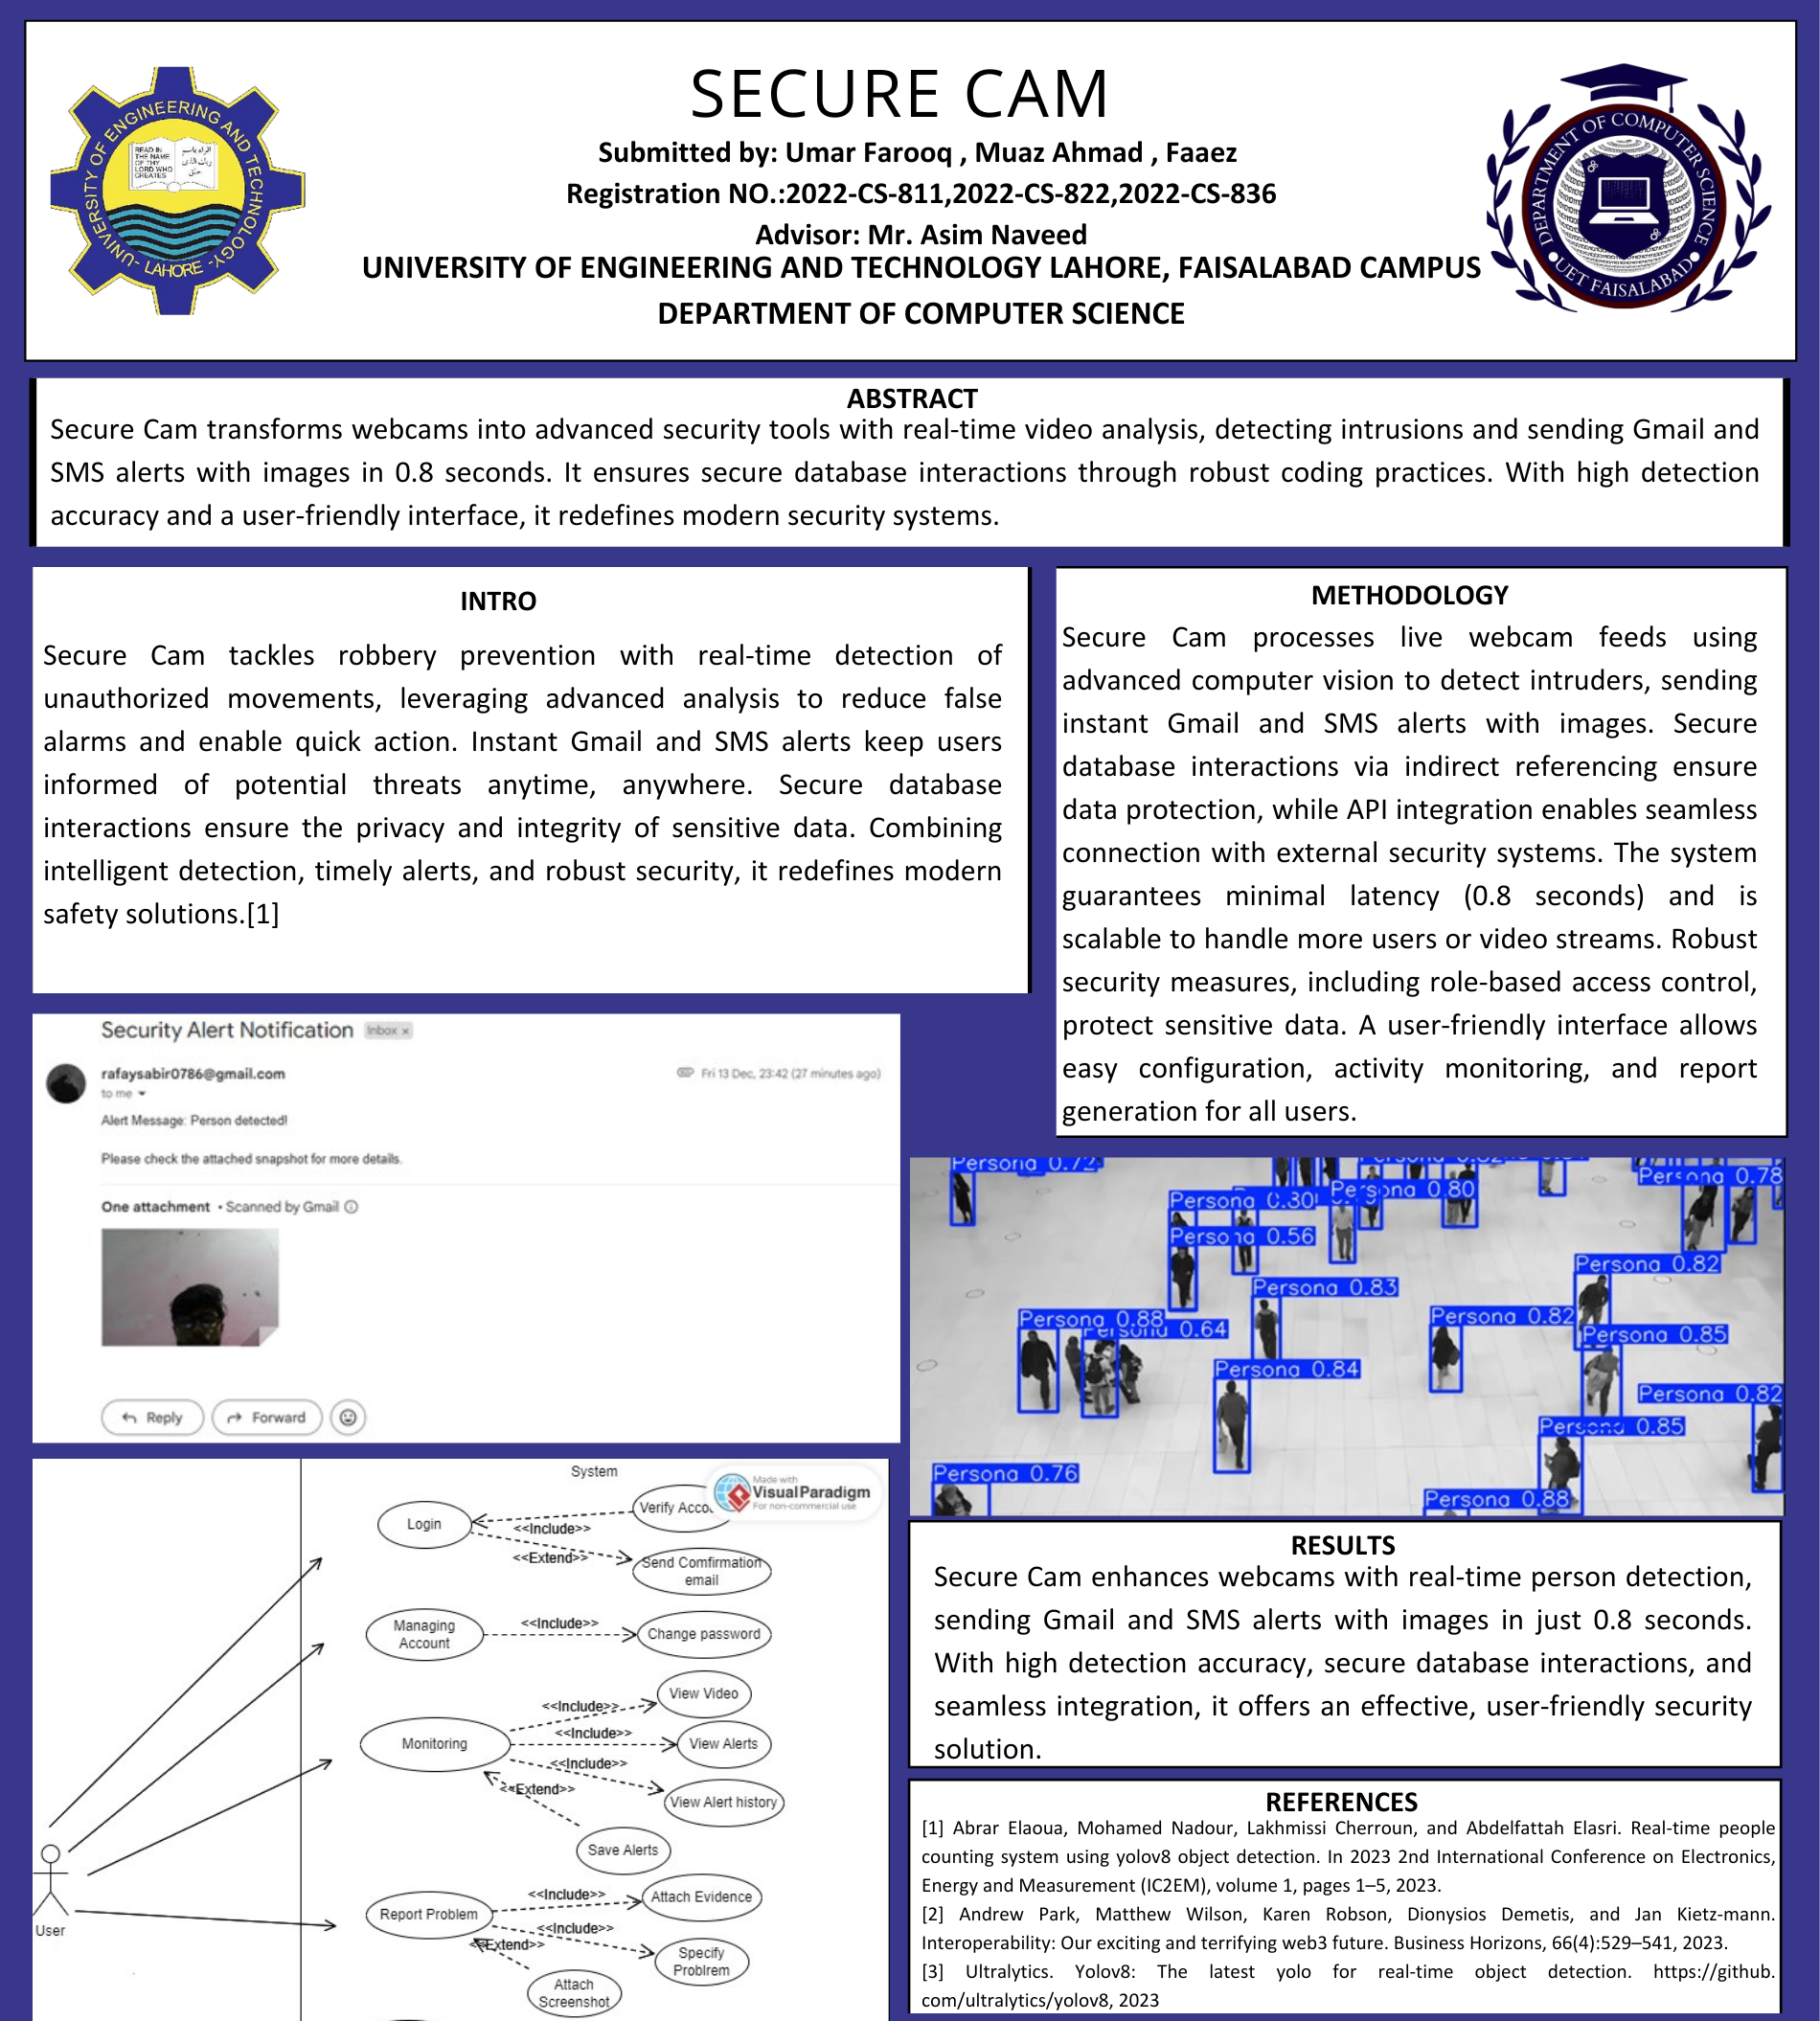 SECURE CAM
Submitted by: Umar Farooq , Muaz Ahmad , Faaez
Registration NO.:2022-CS-811,2022-CS-822,2022-CS-836
Advisor: Mr. Asim Naveed
UNIVERSITY OF ENGINEERING AND TECHNOLOGY LAHORE, FAISALABAD CAMPUS
DEPARTMENT OF COMPUTER SCIENCE
UNIVERSITY OF ENGINEERING AND TECHNOLOGY
- LAHORE -
READ IN
THE NAME
OF THY
LORD WHO
CREATES
DEPARTMENT OF COMPUTER SCIENCE
UET FAISALABAD
ABSTRACT
Secure Cam transforms webcams into advanced security tools with real-time video analysis, detecting intrusions and sending Gmail and
SMS alerts with images in 0.8 seconds. It ensures secure database interactions through robust coding practices. With high detection
accuracy and a user-friendly interface, it redefines modern security systems.
INTRO
Secure Cam tackles robbery prevention with real-time detection of
unauthorized movements, leveraging advanced analysis to reduce false
alarms and enable quick action. Instant Gmail and SMS alerts keep users
informed of potential threats anytime, anywhere. Secure database
interactions ensure the privacy and integrity of sensitive data. Combining
intelligent detection, timely alerts, and robust security, it redefines modern
safety solutions.[1]
METHODOLOGY
Secure Cam processes live webcam feeds using
advanced computer vision to detect intruders, sending
instant Gmail and SMS alerts with images. Secure
database interactions via indirect referencing ensure
data protection, while API integration enables seamless
connection with external security systems. The system
guarantees minimal latency (0.8 seconds) and is
scalable to handle more users or video streams. Robust
security measures, including role-based access control,
protect sensitive data. A user-friendly interface allows
easy configuration, activity monitoring, and report
generation for all users.
Security Alert Notification Inbox x
rafaysabir0786@gmail.com
Fri 13 Dec, 23:42 (27 minutes ago)
to me
Alert Message: Person detected!
Please check the attached snapshot for more details.
One attachment • Scanned by Gmail
Reply
Forward
Persona 0.72
Persona 0.78
Persona 0.80
Persona 0.80
Persona 0.56
Persona 0.82
Persona 0.83
Persona 0.88
Persona 0.64
Persona 0.82
Persona 0.85
Persona 0.84
Persona 0.82
Persona 0.85
Persona 0.76
Persona 0.88
System
Made with
Visual Paradigm
For non-commercial use
Login
Verify Acco
<<Include>>
<<Extend>>
Send Comfirmation
email
Managing
Account
<<Include>>
Change password
Monitoring
<<Include>>
View Video
<<Include>>
View Alerts
<<Include>>
<<Extend>>
View Alert history
Save Alerts
Report Problem
<<Include>>
Attach Evidence
<<Include>>
<<Extend>>
Specify
Problrem
Attach
Screenshot
User
RESULTS
Secure Cam enhances webcams with real-time person detection,
sending Gmail and SMS alerts with images in just 0.8 seconds.
With high detection accuracy, secure database interactions, and
seamless integration, it offers an effective, user-friendly security
solution.
REFERENCES
[1] Abrar Elaoua, Mohamed Nadour, Lakhmissi Cherroun, and Abdelfattah Elasri. Real-time people
counting system using yolov8 object detection. In 2023 2nd International Conference on Electronics,
Energy and Measurement (IC2EM), volume 1, pages 1–5, 2023.
[2] Andrew Park, Matthew Wilson, Karen Robson, Dionysios Demetis, and Jan Kietz-mann.
Interoperability: Our exciting and terrifying web3 future. Business Horizons, 66(4):529–541, 2023.
[3] Ultralytics. Yolov8: The latest yolo for real-time object detection. https://github.
com/ultralytics/yolov8, 2023